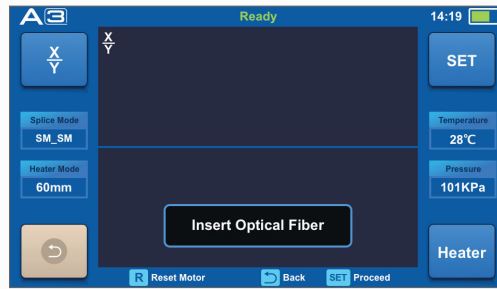 A3
Ready
14:19
X
Y
X
Y
SET
Splice Mode
SM_SM
Temperature
28℃
Heater Mode
60mm
Pressure
101KPa
Insert Optical Fiber
Heater
R Reset Motor
Back
SET Proceed